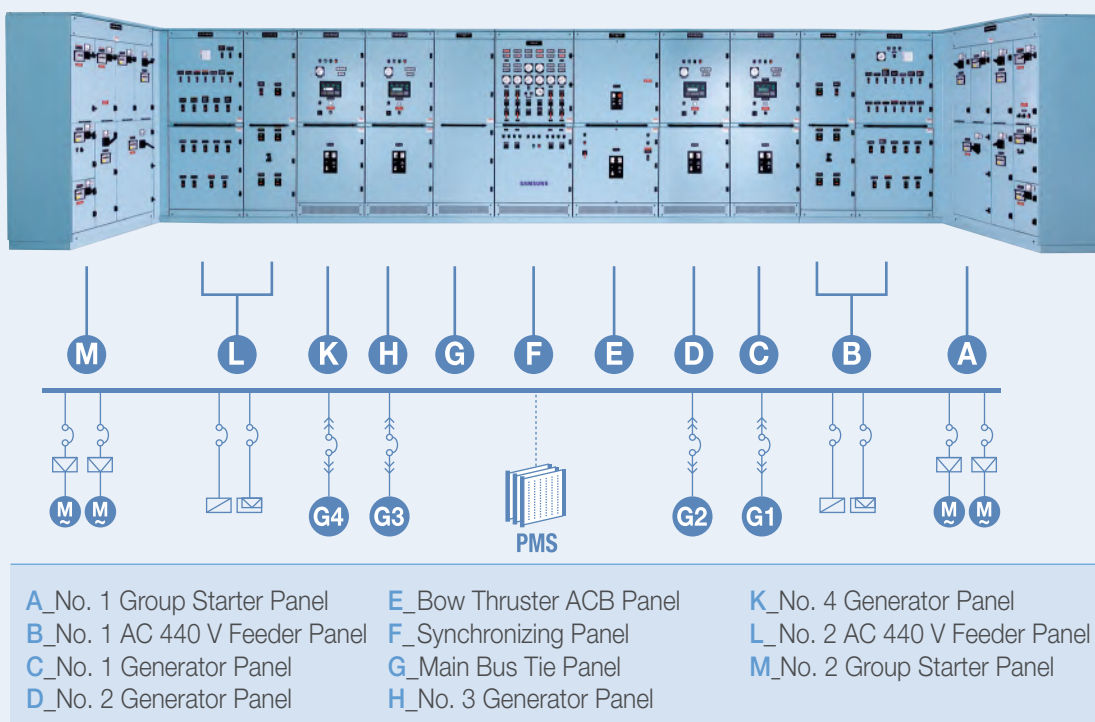 SAMSUNG
M L K H G F E D C B A
M ~ M ~ G4 G3 G2 G1 M ~ M ~
PMS
A_No. 1 Group Starter Panel
B_No. 1 AC 440 V Feeder Panel
C_No. 1 Generator Panel
D_No. 2 Generator Panel
E_Bow Thruster ACB Panel
F_Synchronizing Panel
G_Main Bus Tie Panel
H_No. 3 Generator Panel
K_No. 4 Generator Panel
L_No. 2 AC 440 V Feeder Panel
M_No. 2 Group Starter Panel